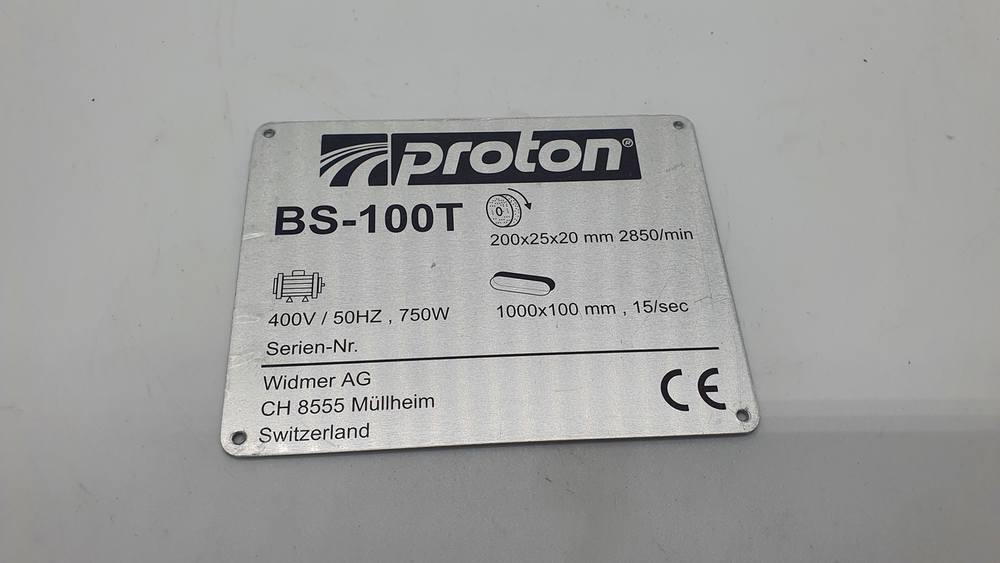 proton®
BS-100T
200x25x20 mm 2850/min
400V / 50HZ , 750W
1000x100 mm , 15/sec
Serien-Nr.
Widmer AG
CH 8555 Müllheim
Switzerland
CE